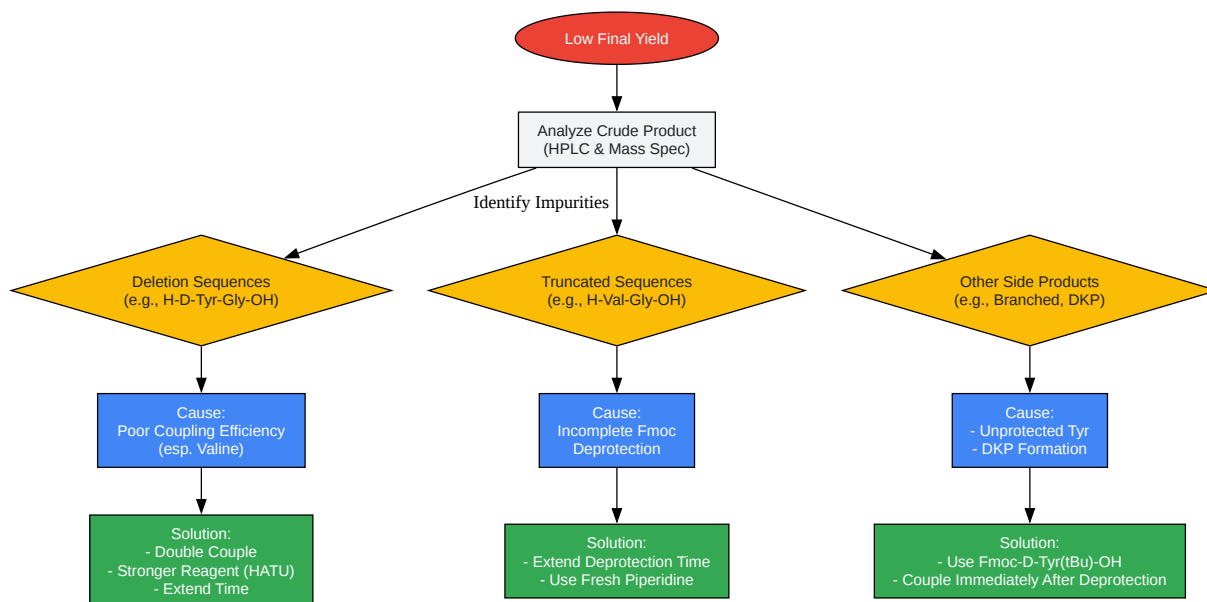 Low Final Yield
Analyze Crude Product
(HPLC & Mass Spec)
Identify Impurities
Deletion Sequences
(e.g., H-D-Tyr-Gly-OH)
Truncated Sequences
(e.g., H-Val-Gly-OH)
Other Side Products
(e.g., Branched, DKP)
Cause:
Poor Coupling Efficiency
(esp. Valine)
Cause:
Incomplete Fmoc
Deprotection
Cause:
- Unprotected Tyr
- DKP Formation
Solution:
- Double Couple
- Stronger Reagent (HATU)
- Extend Time
Solution:
- Extend Deprotection Time
- Use Fresh Piperidine
Solution:
- Use Fmoc-D-Tyr(tBu)-OH
- Couple Immediately After Deprotection